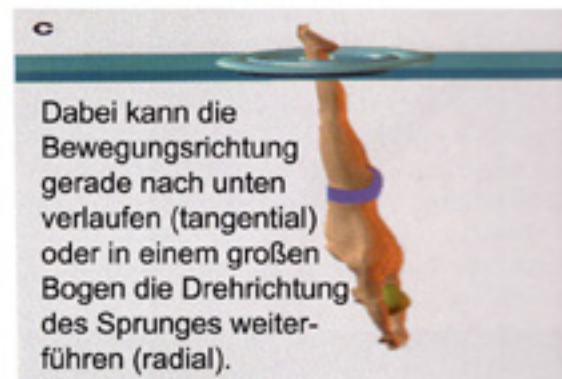 c
Dabei kann die
Bewegungsrichtung
gerade nach unten
verlaufen (tangential)
oder in einem großen
Bogen die Drehrichtung
des Sprunges weiter-
führen (radial).